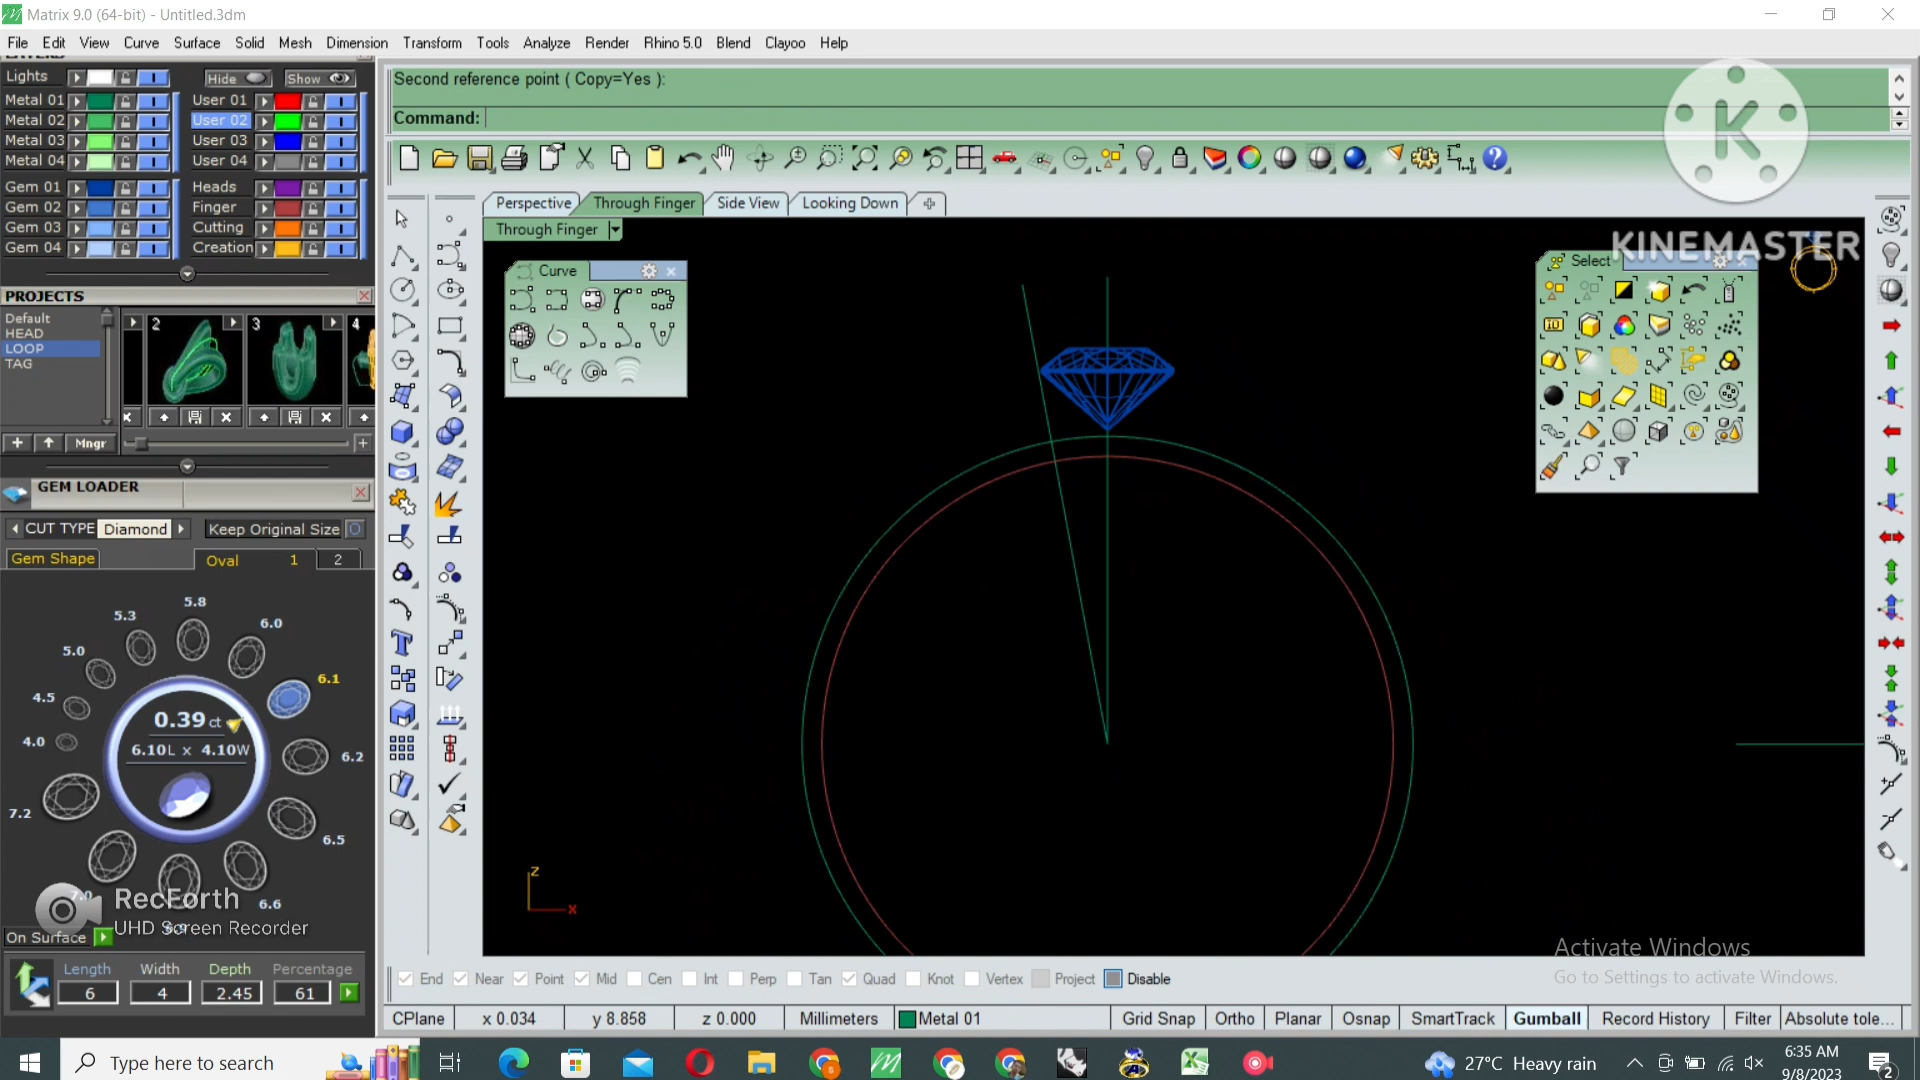 Matrix 9.0 (64-bit) - Untitled.3dm
File Edit View Curve Surface Solid Mesh Dimension Transform Tools Analyze Render Rhino 5.0 Blend Clayoo Help
Lights Hide Show
Metal 01 User 01
Metal 02 User 02
Metal 03 User 03
Metal 04 User 04
Gem 01 Heads
Gem 02 Finger
Gem 03 Cutting
Gem 04 Creation
PROJECTS
Default
HEAD
LOOP
TAG
2 3 4
Mngr
GEM LOADER
CUT TYPE Diamond Keep Original Size
Gem Shape Oval 1 2
5.8
5.3 6.0
5.0
6.1
4.5
0.39 ct
4.0 6.10L x 4.10W 6.2
7.2
6.5
7.0 6.6
RecForth
UHD Screen Recorder
On Surface
Length Width Depth Percentage
6 4 2.45 61
Second reference point ( Copy=Yes ):
Command:
K
KINEMASTER
Perspective Through Finger Side View Looking Down
Through Finger
Curve
Select
z
x
Activate Windows
Go to Settings to activate Windows.
End Near Point Mid Cen Int Perp Tan Quad Knot Vertex Project Disable
CPlane x 0.034 y 8.858 z 0.000 Millimeters Metal 01 Grid Snap Ortho Planar Osnap SmartTrack Gumball Record History Filter Absolute tole...
Type here to search
27°C Heavy rain
6:35 AM
9/8/2023
2